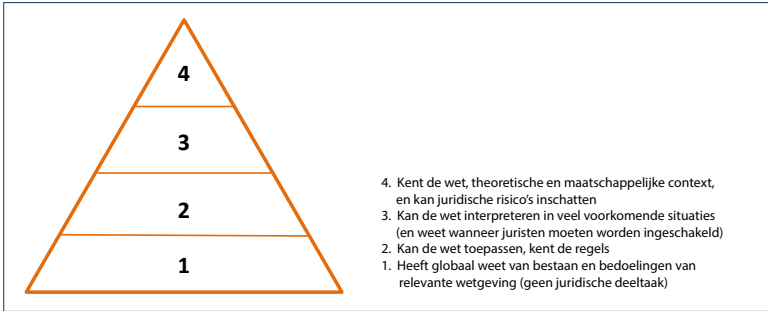 4
3
2
1
4. Kent de wet, theoretische en maatschappelijke context,
en kan juridische risico's inschatten
3. Kan de wet interpreteren in veel voorkomende situaties
(en weet wanneer juristen moeten worden ingeschakeld)
2. Kan de wet toepassen, kent de regels
1. Heeft globaal weet van bestaan en bedoelingen van
relevante wetgeving (geen juridische deeltaak)